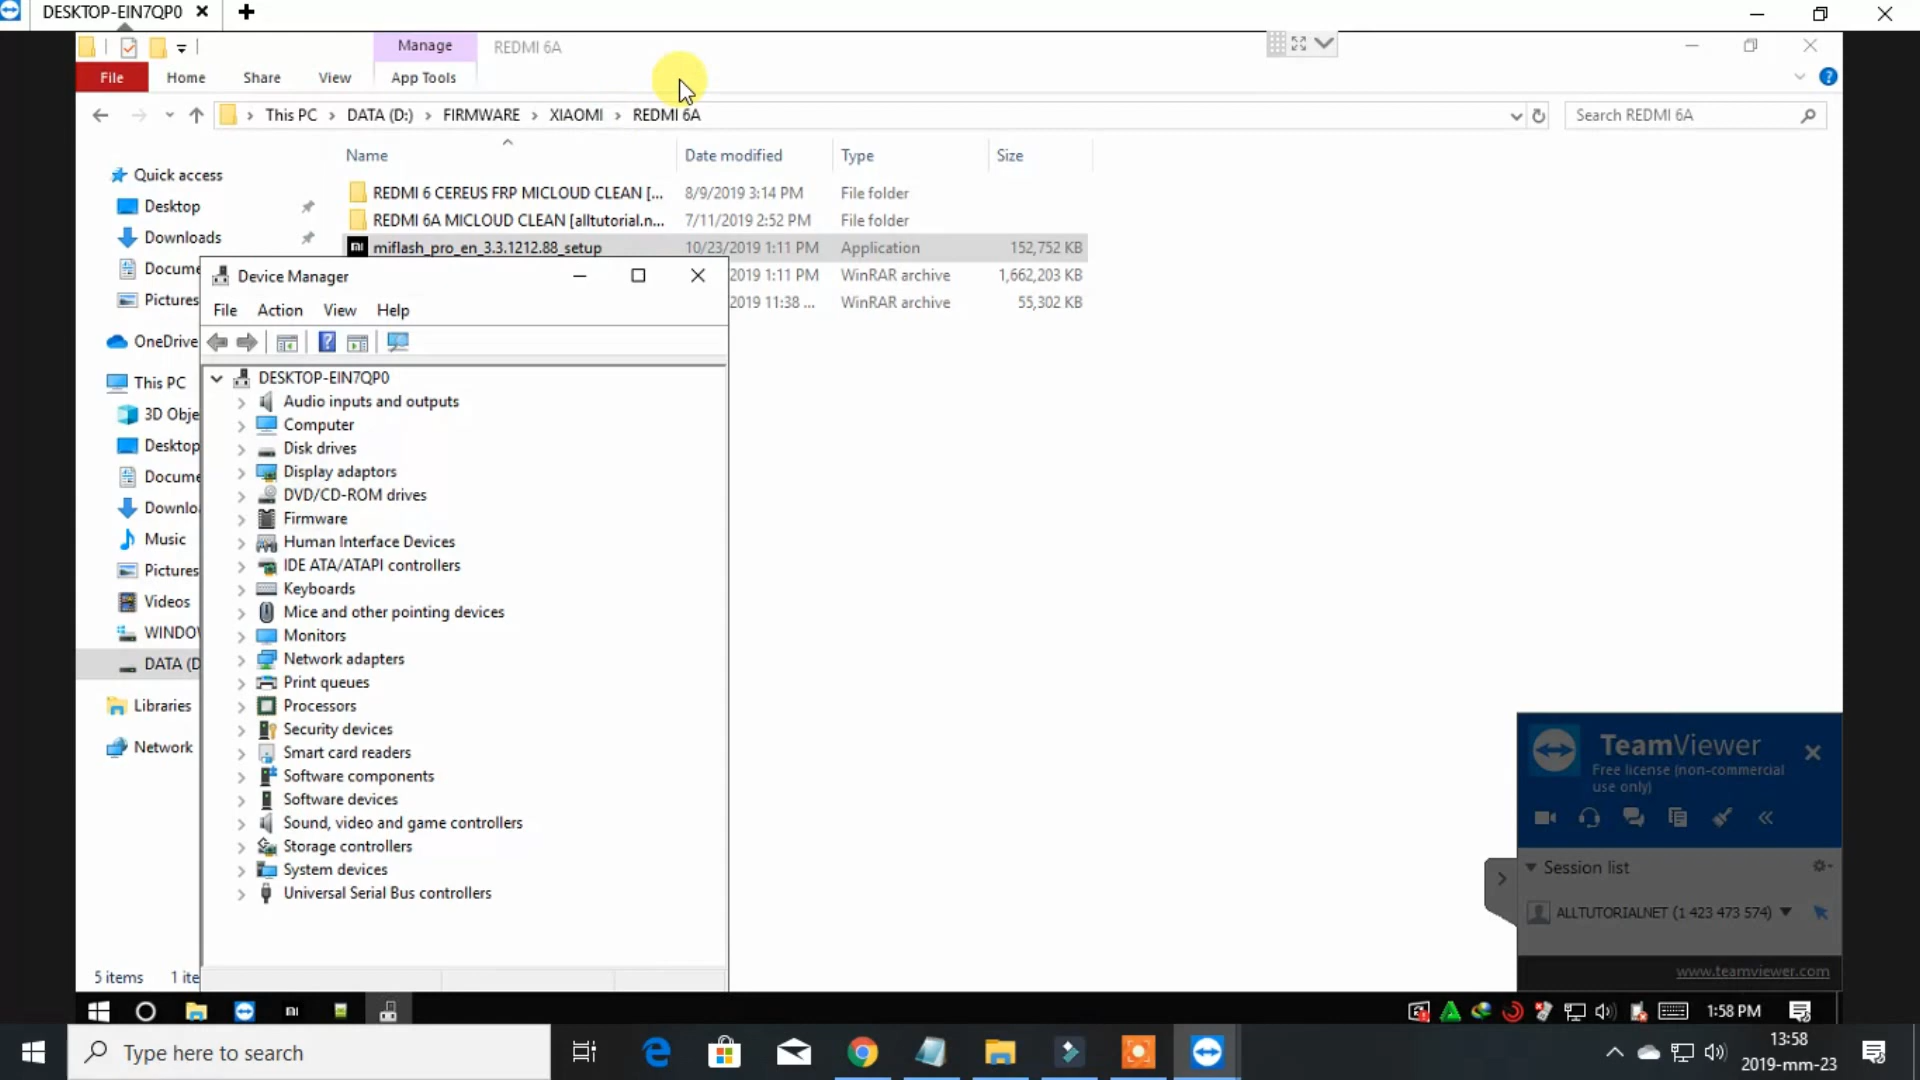 DESKTOP-EIN7QP0
Manage
REDMI 6A
File
Home
Share
View
App Tools
This PC
DATA (D:)
FIRMWARE
XIAOMI
REDMI 6A
Search REDMI 6A
Name
Date modified
Type
Size
REDMI 6 CEREUS FRP MICLOUD CLEAN [...
8/9/2019 3:14 PM
File folder
REDMI 6A MICLOUD CLEAN [alltutorial.n...
7/11/2019 2:52 PM
File folder
miflash_pro_en_3.3.1212.88_setup
10/23/2019 1:11 PM
Application
152,752 KB
2019 1:11 PM
WinRAR archive
1,662,203 KB
2019 11:38 ...
WinRAR archive
55,302 KB
Quick access
Desktop
Downloads
Docume
Pictures
OneDrive
This PC
3D Obje
Desktop
Docume
Downlo
Music
Pictures
Videos
WINDO
DATA (D
Libraries
Network
5 items
1 ite
Device Manager
File
Action
View
Help
DESKTOP-EIN7QP0
Audio inputs and outputs
Computer
Disk drives
Display adaptors
DVD/CD-ROM drives
Firmware
Human Interface Devices
IDE ATA/ATAPI controllers
Keyboards
Mice and other pointing devices
Monitors
Network adapters
Print queues
Processors
Security devices
Smart card readers
Software components
Software devices
Sound, video and game controllers
Storage controllers
System devices
Universal Serial Bus controllers
TeamViewer
Free license (non-commercial
use only)
Session list
ALLTUTORIALNET (1 423 473 574)
www.teamviewer.com
1:58 PM
Type here to search
13:58
2019-mm-23